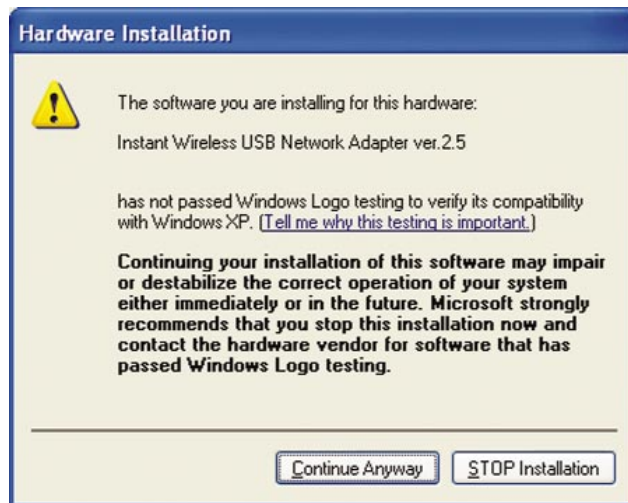 Hardware Installation
The software you are installing for this hardware:
Instant Wireless USB Network Adapter ver.2.5
has not passed Windows Logo testing to verify its compatibility
with Windows XP. (Tell me why this testing is important.)
Continuing your installation of this software may impair
or destabilize the correct operation of your system
either immediately or in the future. Microsoft strongly
recommends that you stop this installation now and
contact the hardware vendor for software that has
passed Windows Logo testing.
Continue Anyway
STOP Installation